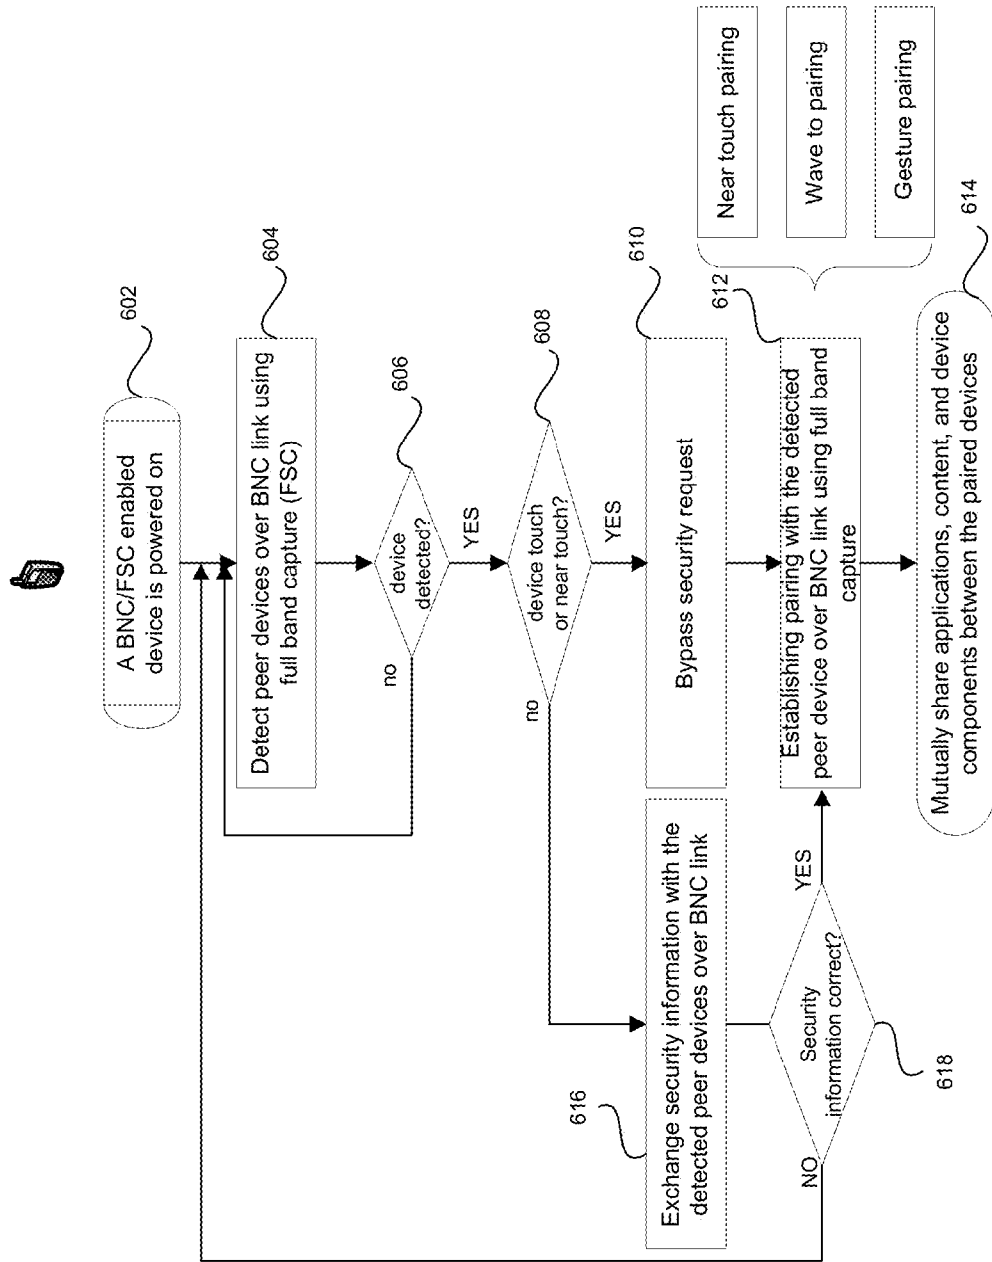 602
A BNC/FSC enabled
device is powered on
604
Detect peer devices over BNC link using
full band capture (FSC)
606
device
detected?
no
YES
608
device touch
or near touch?
no
YES
610
Bypass security request
616
Exchange security information with the
detected peer devices over BNC link
618
Security
information correct?
NO
YES
612
Establishing pairing with the detected
peer device over BNC link using full band
capture
Near touch pairing
Wave to pairing
Gesture pairing
614
Mutually share applications, content, and device
components between the paired devices